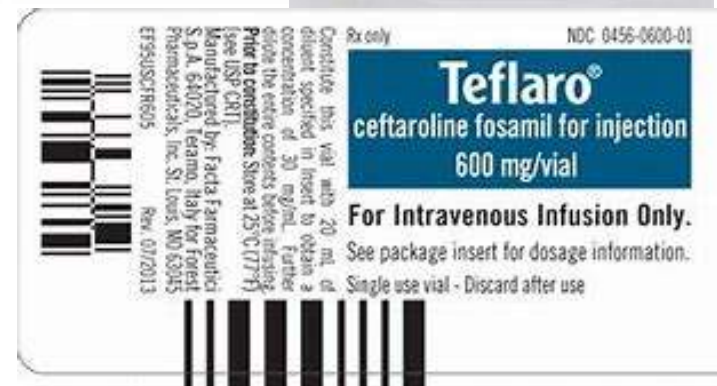 Rx only NDC 0456-0600-01
Teflaro®
ceftaroline fosamil for injection
600 mg/vial
For Intravenous Infusion Only.
See package insert for dosage information.
Single use vial - Discard after use
Constitute this vial with 20 mL of
diluent specified in Insert to obtain a
concentration of 30 mg/mL. Further
dilute the entire contents before infusing.
Prior to constitution: Store at 25°C (77°F)
[see USP CRT].
Manufactured by: Facta Farmaceutici
S.p.A. 64020, Teramo, Italy for Forest
Pharmaceuticals, Inc. St. Louis, MO 63045
EF95USCFR605 Rev. 07/2013